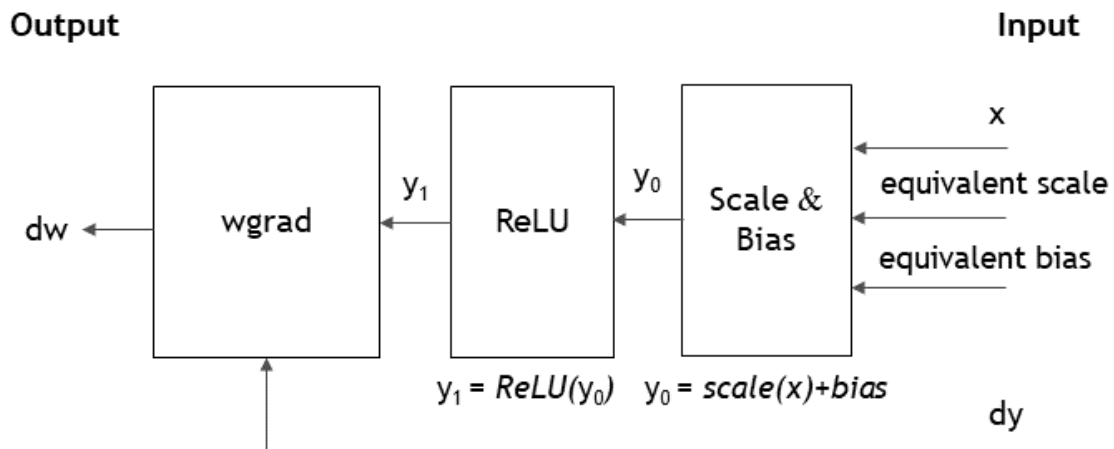 Output
Input
x
equivalent scale
equivalent bias
Scale &
Bias
y₀
ReLU
y₁
wgrad
dw
y₁ = ReLU(y₀)
y₀ = scale(x)+bias
dy